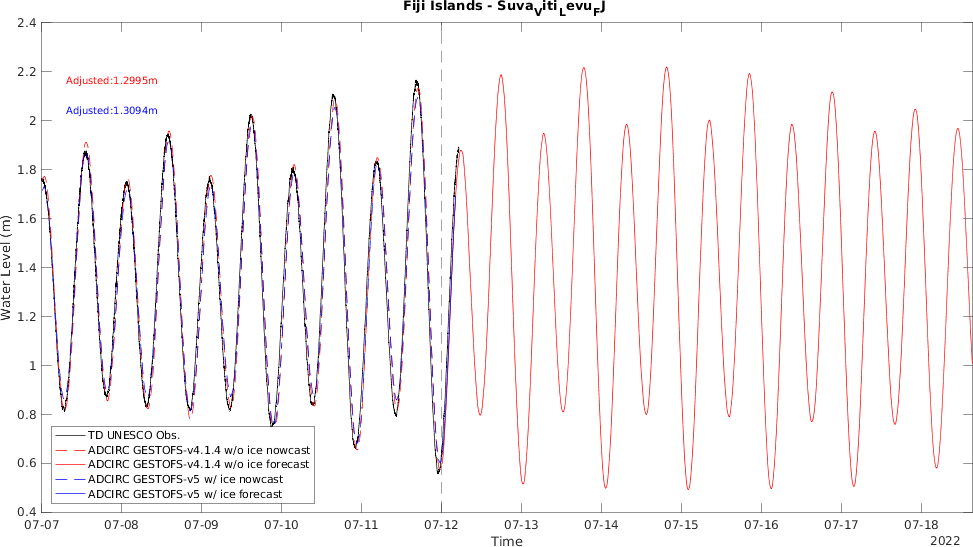 Fiji Islands - SuvaVitiLevuFJ
2.4
2.2
2
1.8
1.6
1.4
1.2
1
0.8
0.6
0.4
Water Level (m)
Adjusted:1.2995m
Adjusted:1.3094m
TD UNESCO Obs.
ADCIRC GESTOFS-v4.1.4 w/o ice nowcast
ADCIRC GESTOFS-v4.1.4 w/o ice forecast
ADCIRC GESTOFS-v5 w/ ice nowcast
ADCIRC GESTOFS-v5 w/ ice forecast
07-07 07-08 07-09 07-10 07-11 07-12 07-13 07-14 07-15 07-16 07-17 07-18
Time
2022